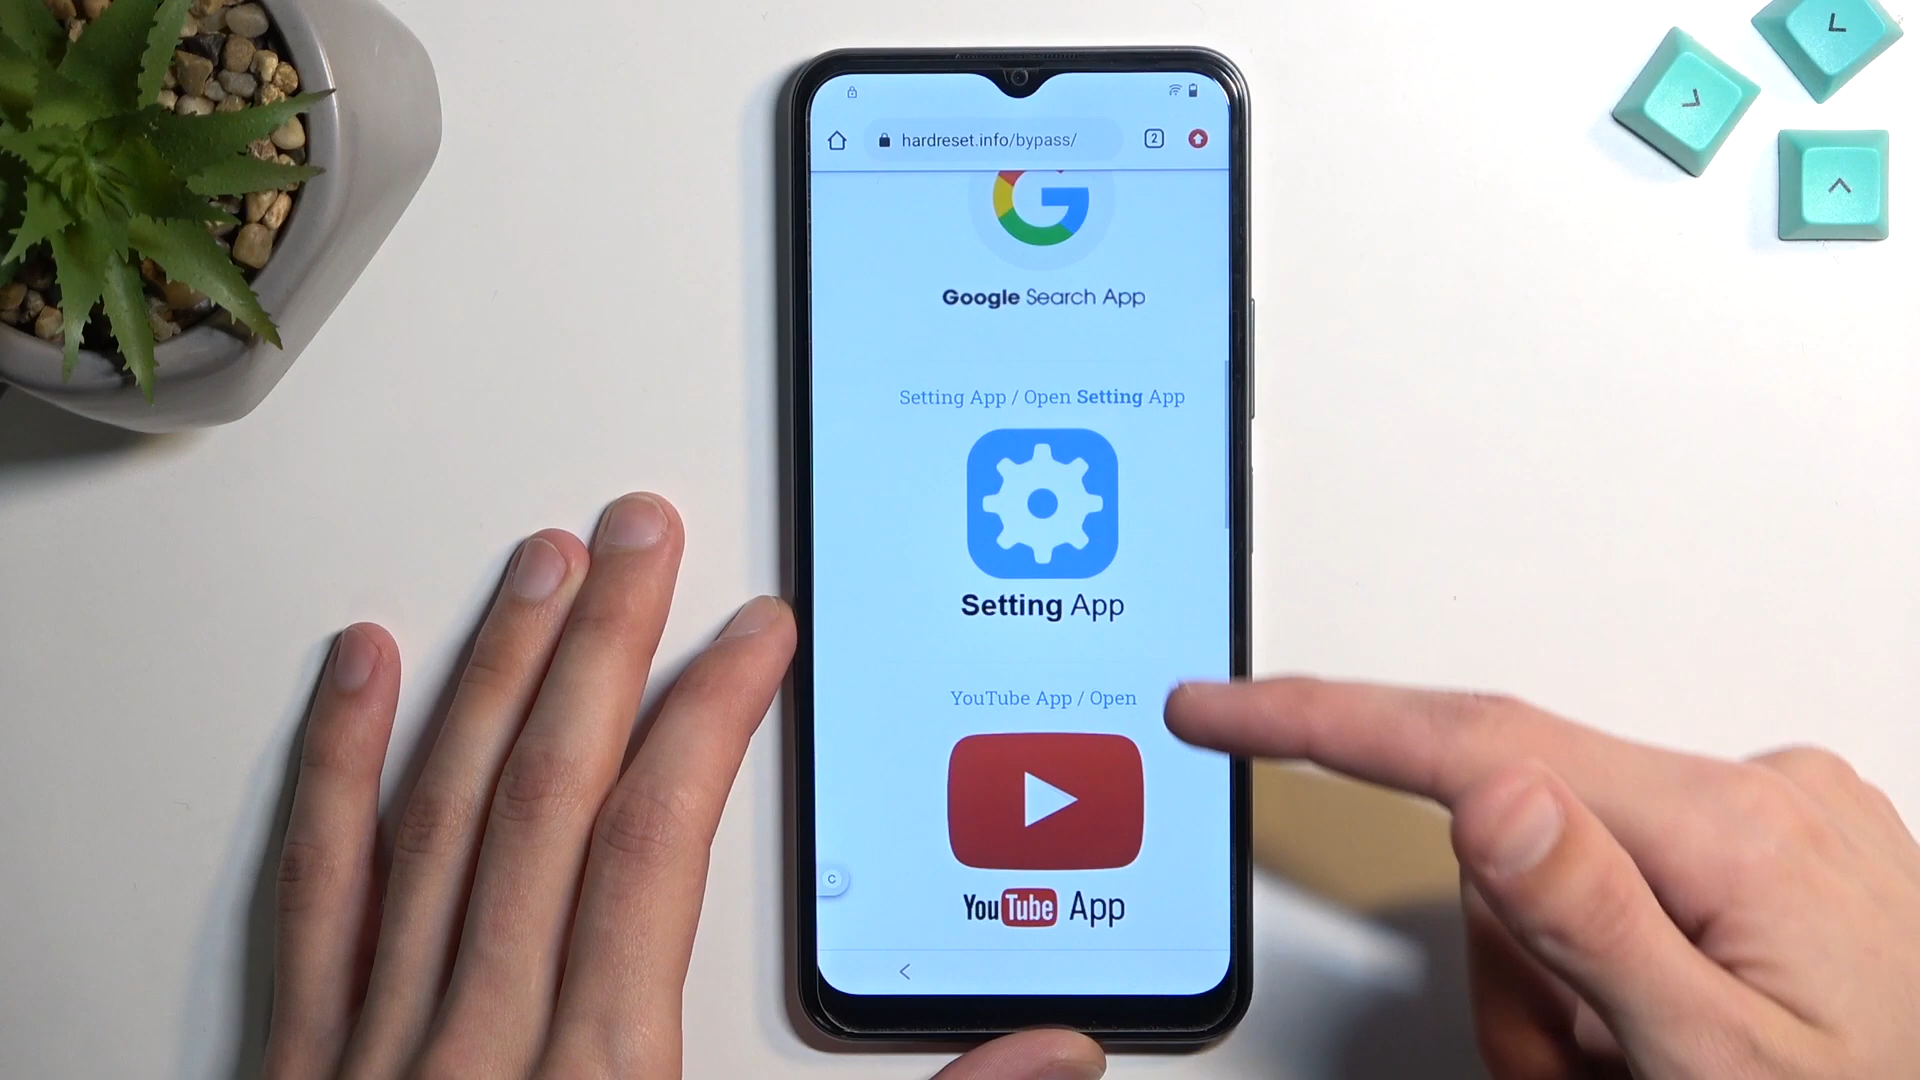 hardreset.info/bypass/
2
Google Search App
Setting App / Open Setting App
Setting App
YouTube App / Open
YouTube App
C